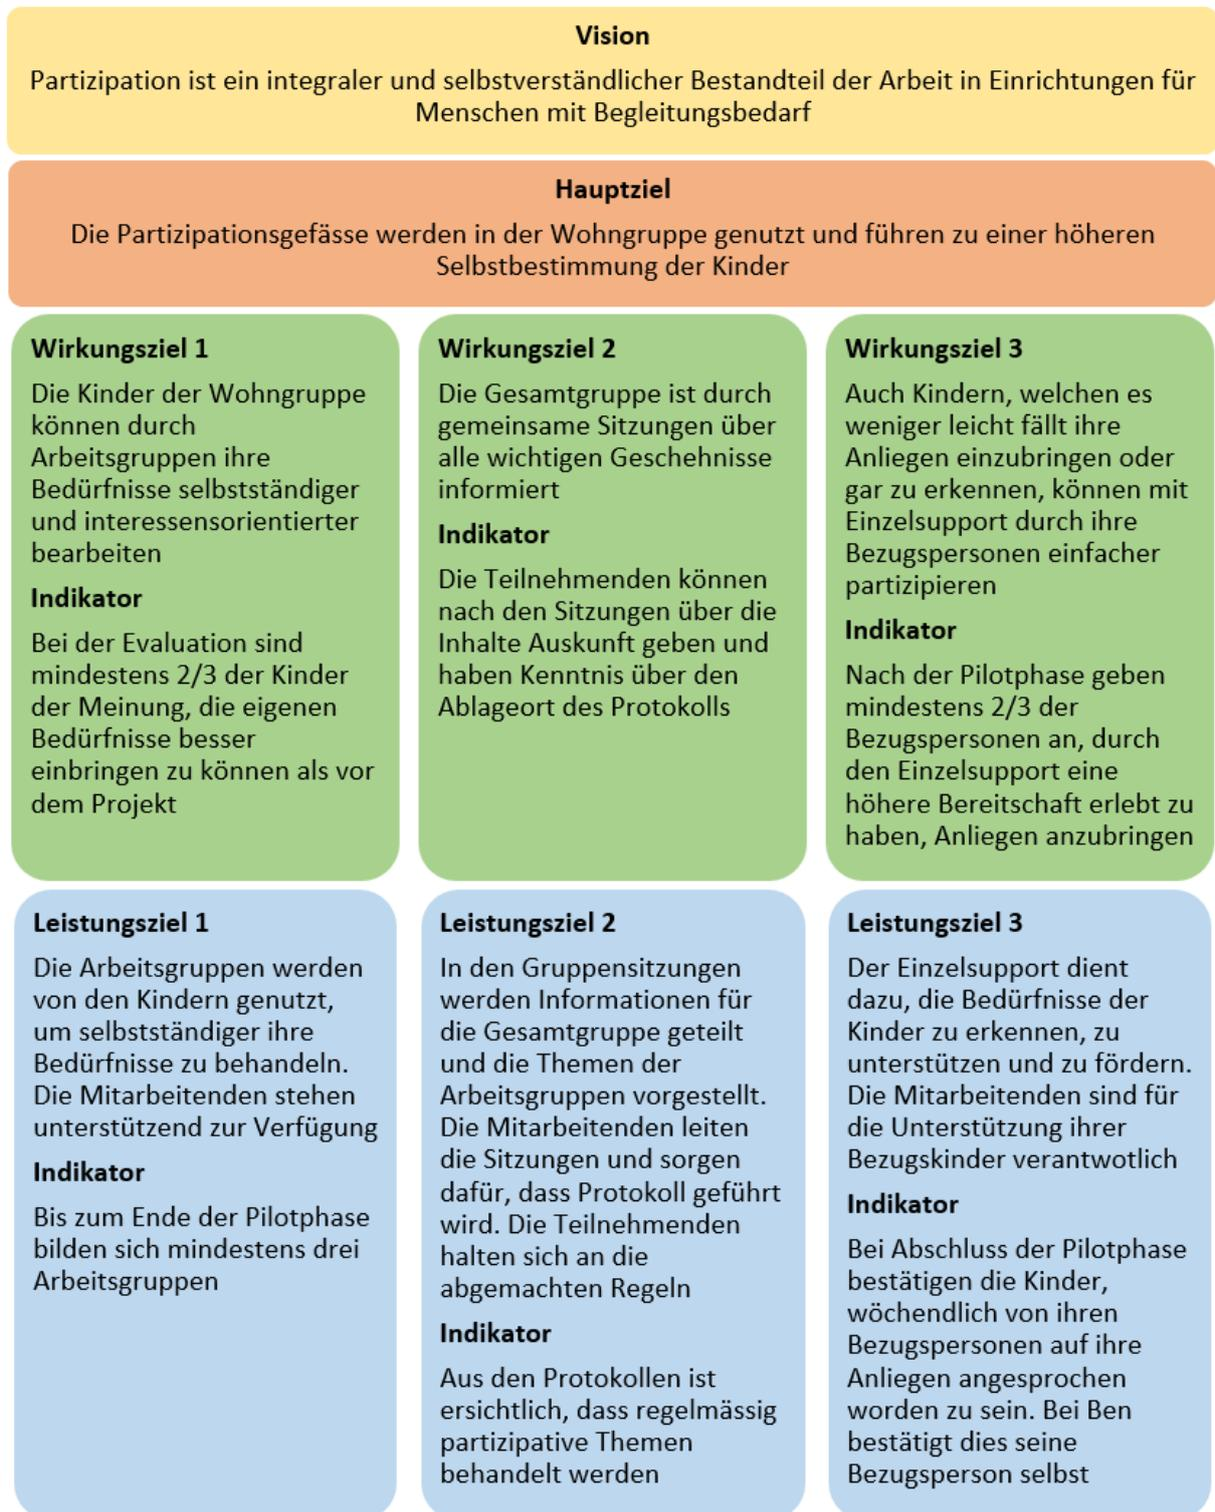 Vision
Partizipation ist ein integraler und selbstverständlicher Bestandteil der Arbeit in Einrichtungen für
Menschen mit Begleitungsbedarf
Hauptziel
Die Partizipationsgefässe werden in der Wohngruppe genutzt und führen zu einer höheren
Selbstbestimmung der Kinder
Wirkungsziel 1
Die Kinder der Wohngruppe
können durch
Arbeitsgruppen ihre
Bedürfnisse selbstständiger
und interessensorientierter
bearbeiten
Indikator
Bei der Evaluation sind
mindestens 2/3 der Kinder
der Meinung, die eigenen
Bedürfnisse besser
einbringen zu können als vor
dem Projekt
Wirkungsziel 2
Die Gesamtgruppe ist durch
gemeinsame Sitzungen über
alle wichtigen Geschehnisse
informiert
Indikator
Die Teilnehmenden können
nach den Sitzungen über die
Inhalte Auskunft geben und
haben Kenntnis über den
Ablageort des Protokolls
Wirkungsziel 3
Auch Kindern, welchen es
weniger leicht fällt ihre
Anliegen einzubringen oder
gar zu erkennen, können mit
Einzelsupport durch ihre
Bezugspersonen einfacher
partizipieren
Indikator
Nach der Pilotphase geben
mindestens 2/3 der
Bezugspersonen an, durch
den Einzelsupport eine
höhere Bereitschaft erlebt zu
haben, Anliegen anzubringen
Leistungsziel 1
Die Arbeitsgruppen werden
von den Kindern genutzt,
um selbstständiger ihre
Bedürfnisse zu behandeln.
Die Mitarbeitenden stehen
unterstützend zur Verfügung
Indikator
Bis zum Ende der Pilotphase
bilden sich mindestens drei
Arbeitsgruppen
Leistungsziel 2
In den Gruppensitzungen
werden Informationen für
die Gesamtgruppe geteilt
und die Themen der
Arbeitsgruppen vorgestellt.
Die Mitarbeitenden leiten
die Sitzungen und sorgen
dafür, dass Protokoll geführt
wird. Die Teilnehmenden
halten sich an die
abgemachten Regeln
Indikator
Aus den Protokollen ist
ersichtlich, dass regelmässig
partizipative Themen
behandelt werden
Leistungsziel 3
Der Einzelsupport dient
dazu, die Bedürfnisse der
Kinder zu erkennen, zu
unterstützen und zu fördern.
Die Mitarbeitenden sind für
die Unterstützung ihrer
Bezugskinder verantwotlich
Indikator
Bei Abschluss der Pilotphase
bestätigen die Kinder,
wöchendlich von ihren
Bezugspersonen auf ihre
Anliegen angesprochen
worden zu sein. Bei Ben
bestätigt dies seine
Bezugsperson selbst